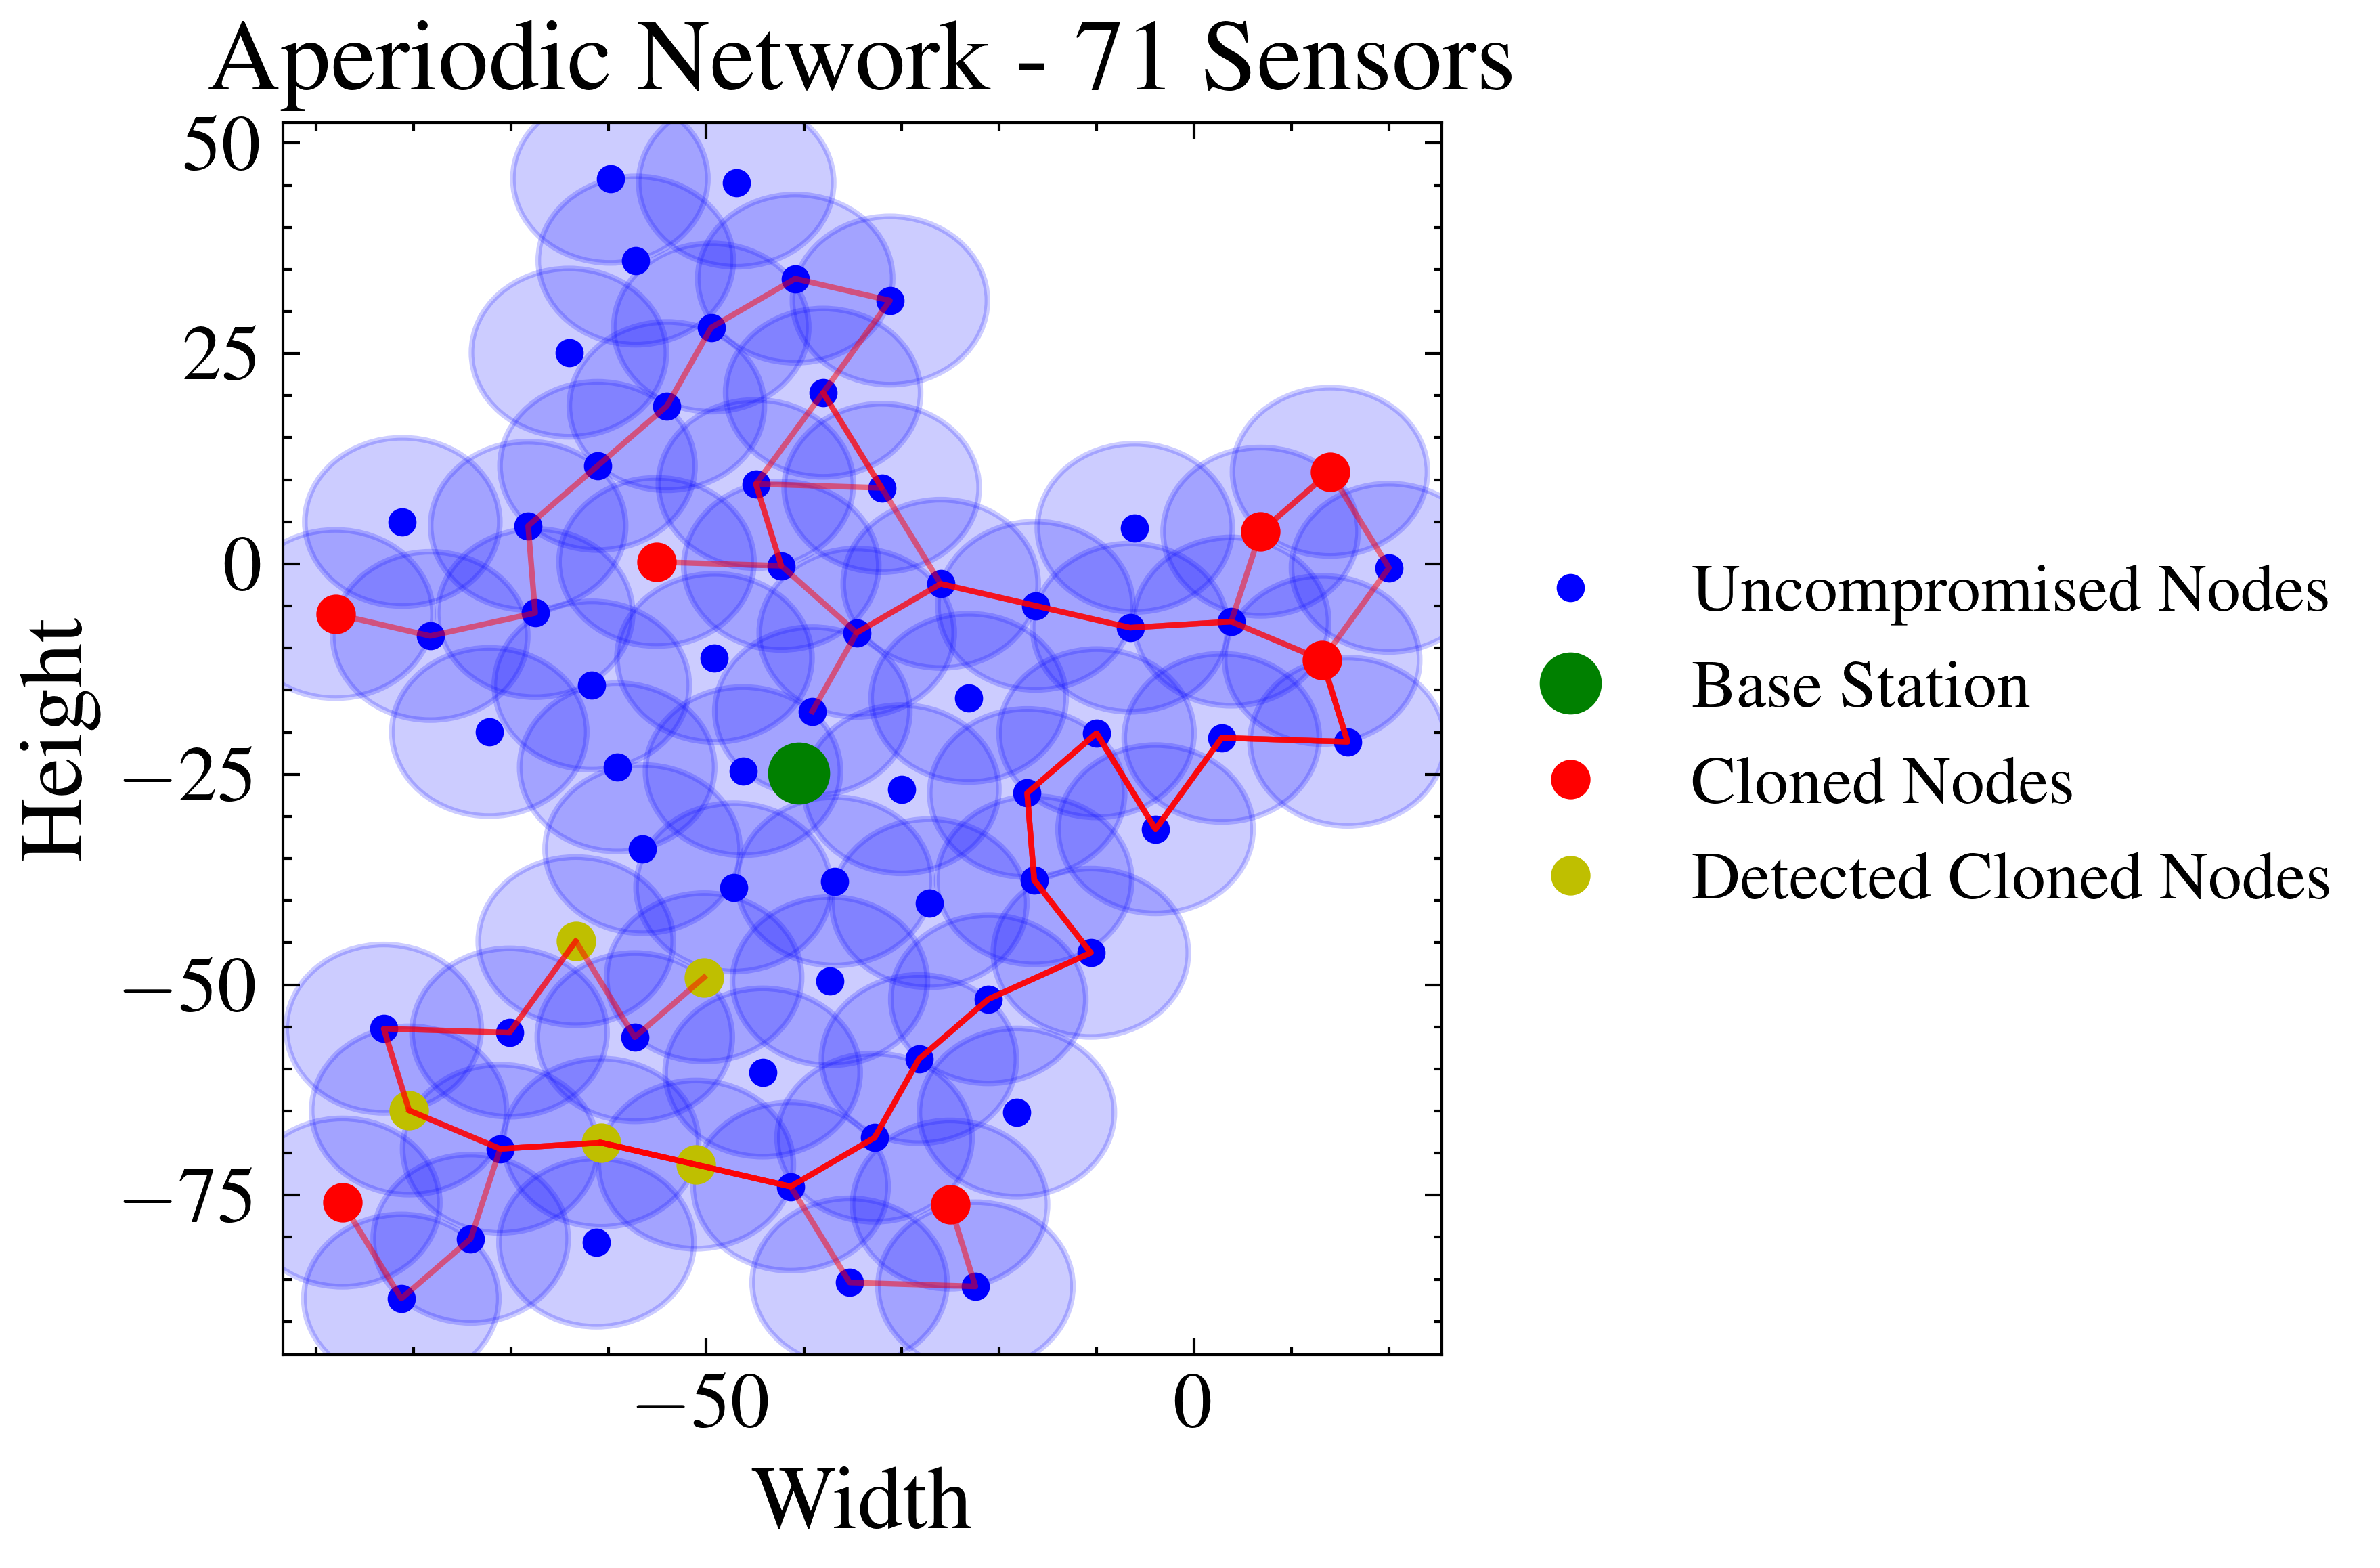 Aperiodic Network - 71 Sensors
50
25
0
−25
−50
−75
Height
−50 0
Width
Uncompromised Nodes
Base Station
Cloned Nodes
Detected Cloned Nodes